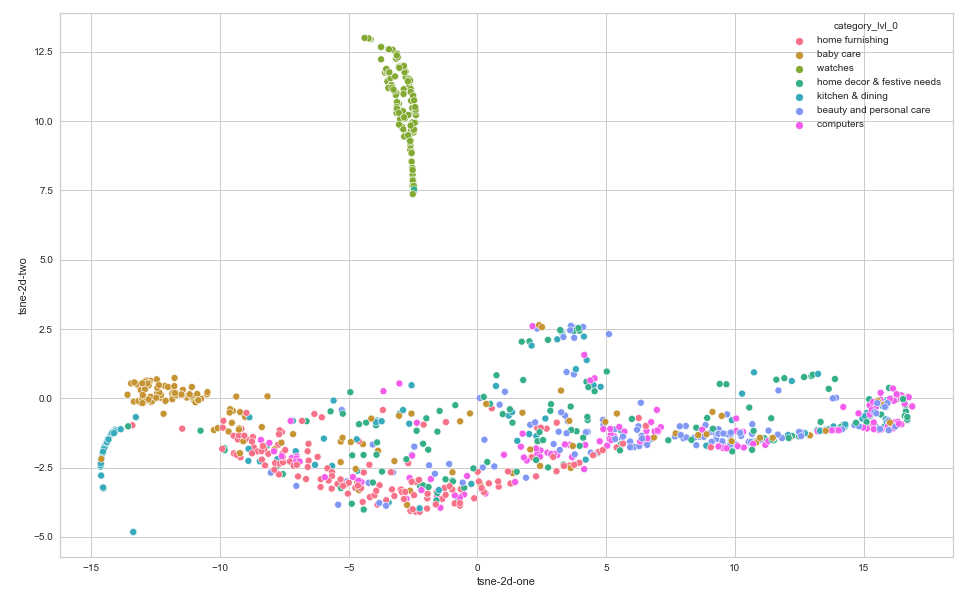 category_lvl_0
home furnishing
baby care
watches
home decor & festive needs
kitchen & dining
beauty and personal care
computers
12.5
10.0
7.5
5.0
2.5
0.0
−2.5
−5.0
tsne-2d-two
−15
−10
−5
0
5
10
15
tsne-2d-one